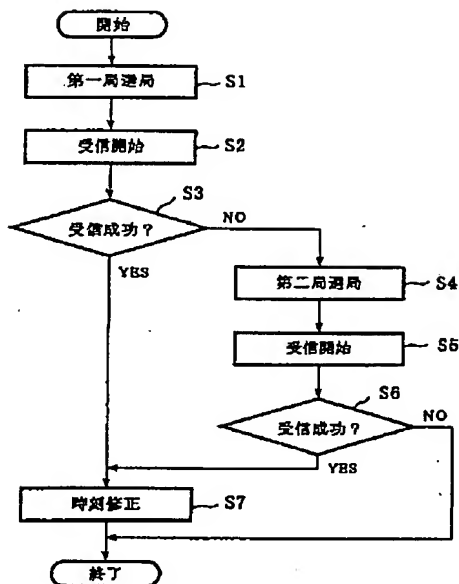 開始
第一局選局
S1
受信開始
S2
S3
受信成功？
NO
YES
第二局選局
S4
受信開始
S5
S6
受信成功？
NO
YES
時刻修正
S7
終了